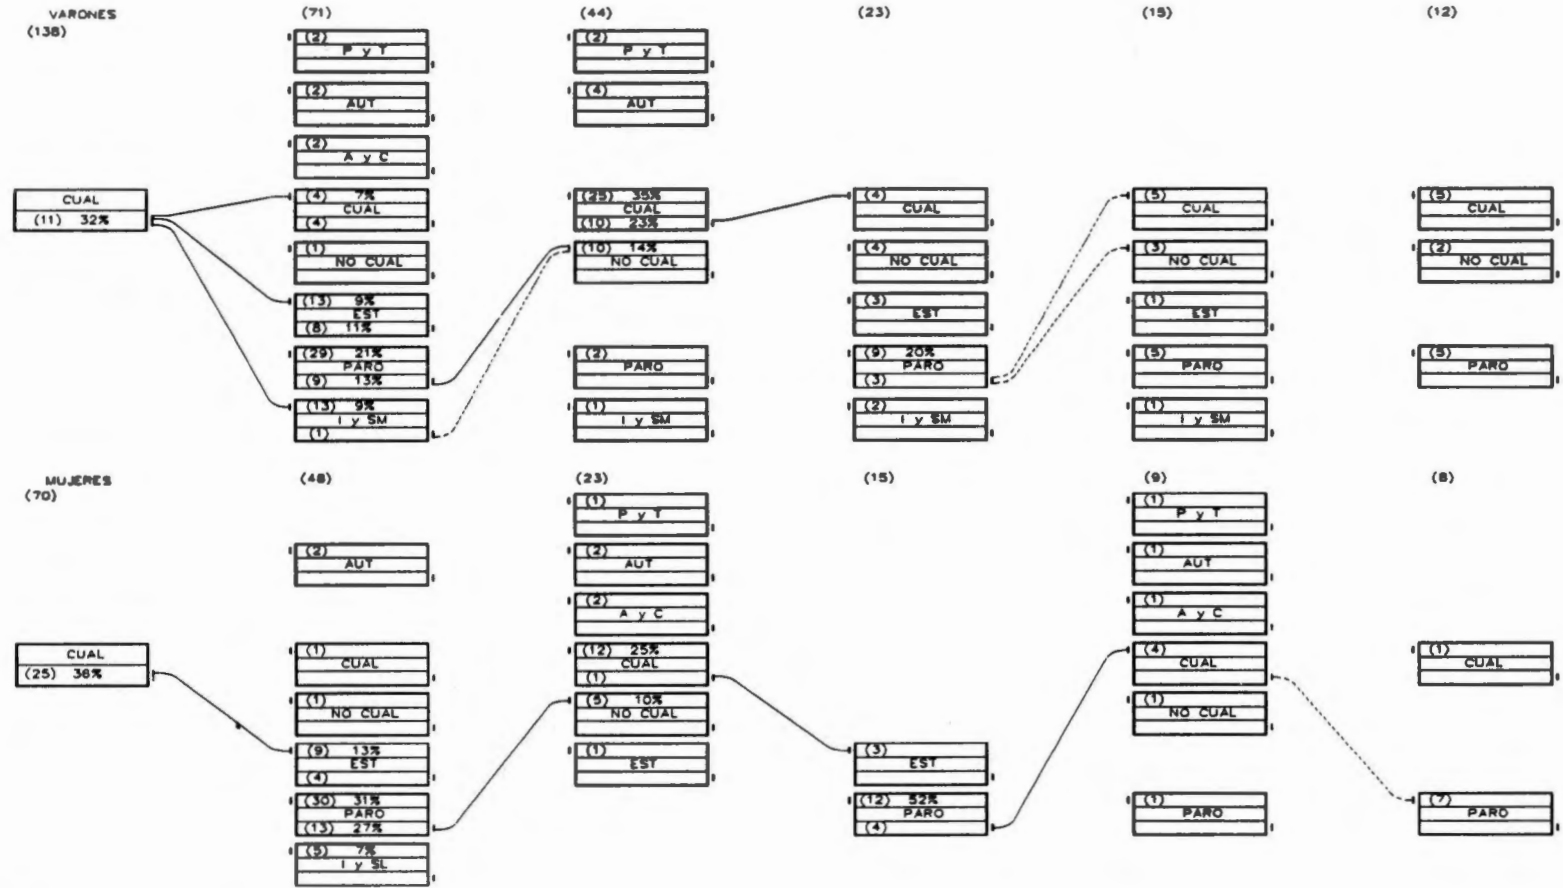 VARONES
(138)
(71)
(44)
(23)
(15)
(12)
(2)
P y T
(2)
P y T
(2)
AUT
(4)
AUT
(2)
A y C
CUAL
(11) 32%
(4) 7%
CUAL
(4)
(25) 35%
CUAL
(10) 23%
(4)
CUAL
(5)
CUAL
(5)
CUAL
(1)
NO CUAL
(10) 14%
NO CUAL
(4)
NO CUAL
(3)
NO CUAL
(2)
NO CUAL
(13) 9%
EST
(8) 11%
(3)
EST
(1)
EST
(29) 21%
PARO
(9) 13%
(2)
PARO
(9) 20%
PARO
(3)
(5)
PARO
(5)
PARO
(13) 9%
I y SM
(1)
(1)
I y SM
(2)
I y SM
(1)
I y SM
MUJERES
(70)
(48)
(23)
(15)
(9)
(8)
(1)
P y T
(1)
P y T
(2)
AUT
(2)
AUT
(1)
AUT
(2)
A y C
(1)
A y C
CUAL
(25) 36%
(1)
CUAL
(12) 25%
CUAL
(1)
(4)
CUAL
(1)
CUAL
(1)
NO CUAL
(5) 10%
NO CUAL
(1)
NO CUAL
(9) 13%
EST
(4)
(1)
EST
(3)
EST
(30) 31%
PARO
(13) 27%
(12) 52%
PARO
(4)
(1)
PARO
(7)
PARO
(5) 7%
I y SL